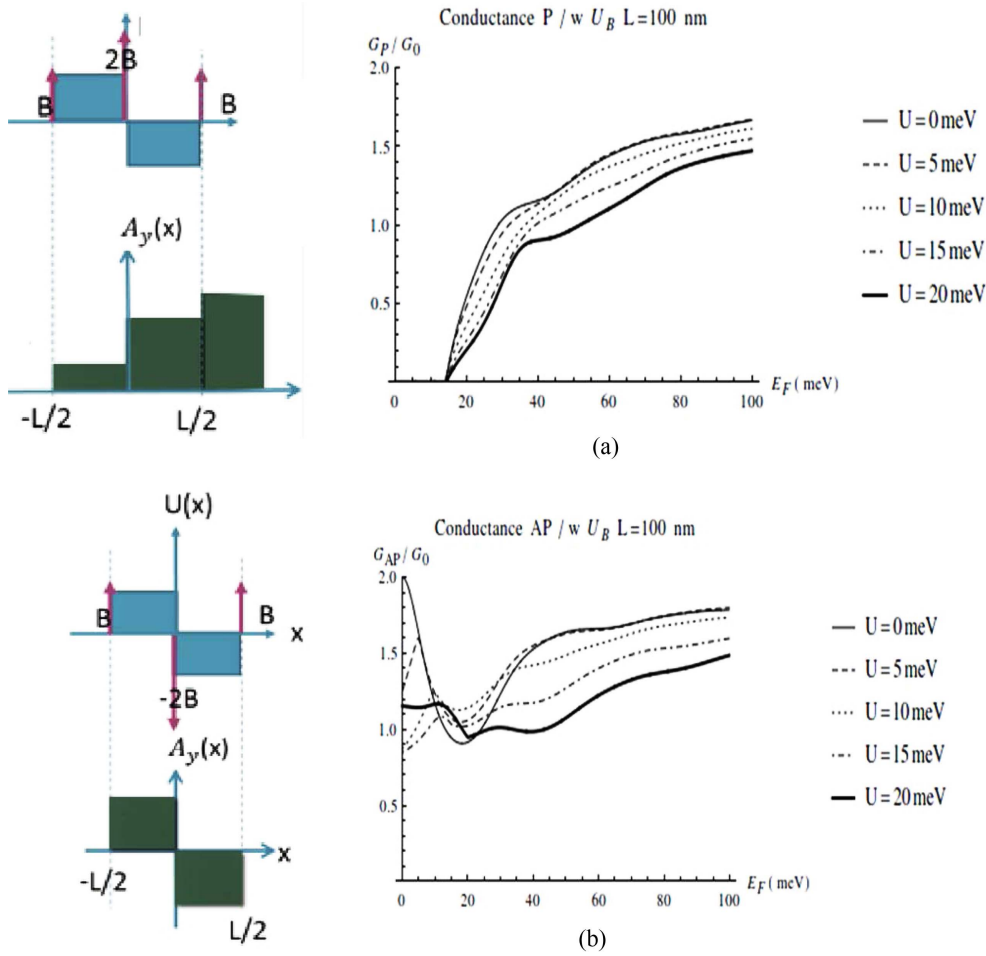 2B
B
B
A_y(x)
-L/2
L/2
Conductance P / w U_B L=100 nm
G_P/G_0
2.0
1.5
1.0
0.5
0
20
40
60
80
100
E_F( meV)
U=0meV
U=5meV
U=10meV
U=15meV
U=20meV
(a)
U(x)
B
B
x
-2B
A_y(x)
x
-L/2
L/2
Conductance AP / w U_B L=100 nm
G_AP/G_0
2.0
1.5
1.0
0.5
0
20
40
60
80
100
E_F (meV)
U=0meV
U=5meV
U=10meV
U=15meV
U=20meV
(b)